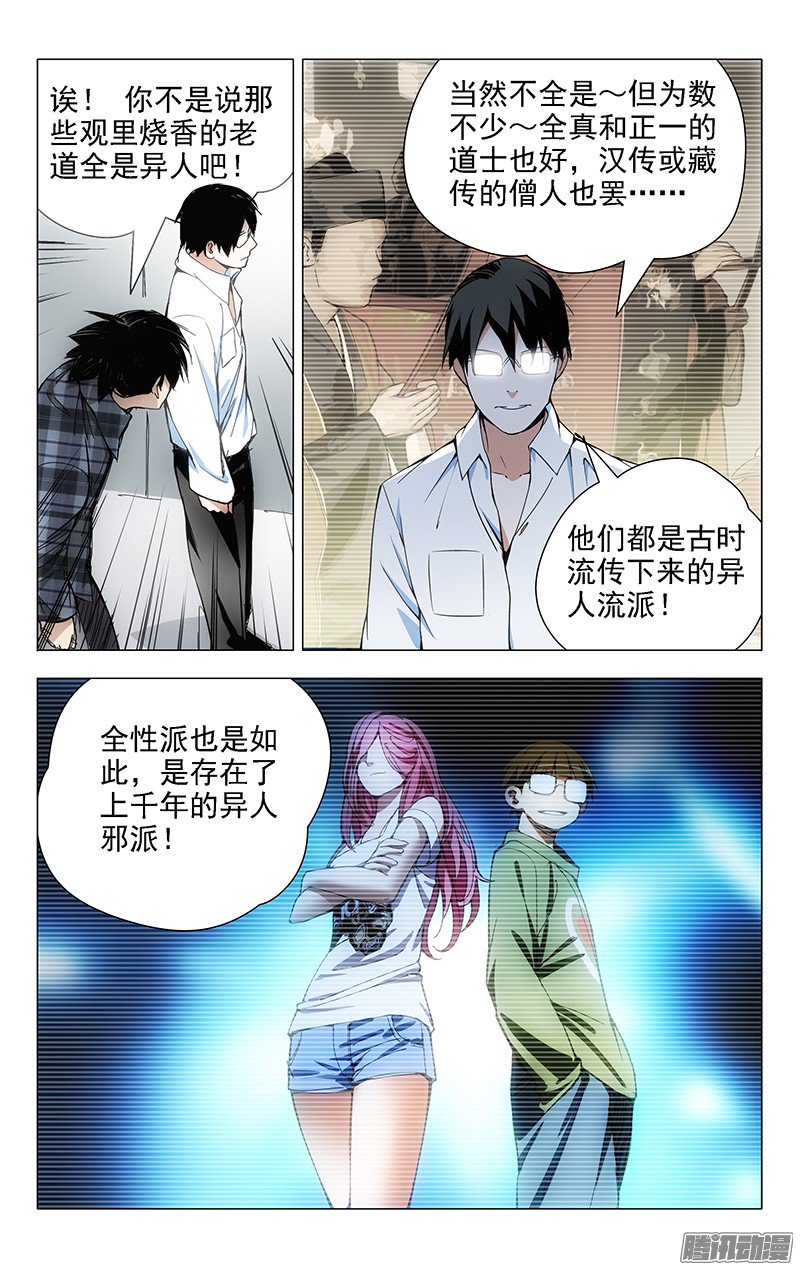 诶！ 你不是说那
些观里烧香的老
道全是异人吧！
当然不全是～但为数
不少～全真和正一的
道士也好，汉传或藏
传的僧人也罢……
他们都是古时
流传下来的异
人流派！
全性派也是如
此，是存在了
上千年的异人
邪派！
腾讯动漫